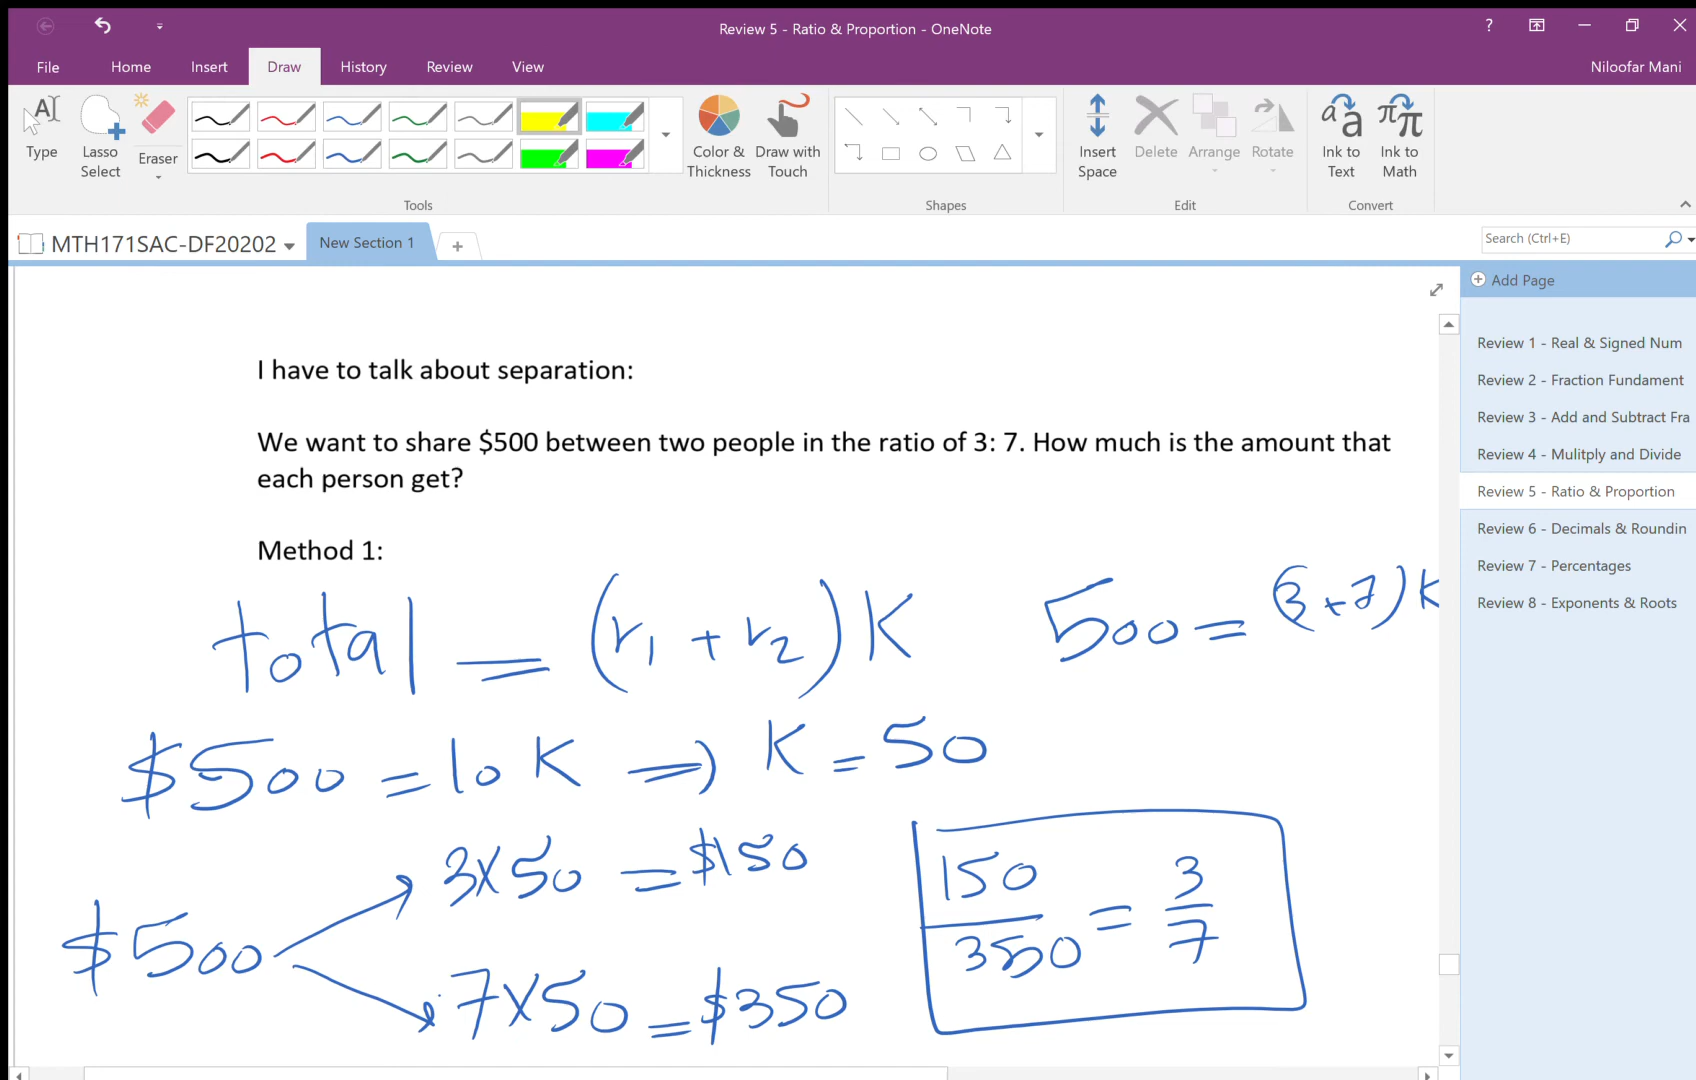 Review 5 - Ratio & Proportion - OneNote
?
File Home Insert Draw History Review View
Niloofar Mani
Type
Lasso Select
Eraser
Color & Thickness
Draw with Touch
Insert Space
Delete
Arrange
Rotate
Ink to Text
Ink to Math
Tools
Shapes
Edit
Convert
MTH171SAC-DF20202
New Section 1
+
Search (Ctrl+E)
Add Page
Review 1 - Real & Signed Num
Review 2 - Fraction Fundament
Review 3 - Add and Subtract Fra
Review 4 - Mulitply and Divide
Review 5 - Ratio & Proportion
Review 6 - Decimals & Roundin
Review 7 - Percentages
Review 8 - Exponents & Roots
I have to talk about separation:
We want to share $500 between two people in the ratio of 3: 7. How much is the amount that
each person get?
Method 1:
total = (r1 + r2) K
500 = (3+7) K
$500 = 10 K ⇒ K = 50
3X50 = $150
$500
7X50 = $350
150/350 = 3/7